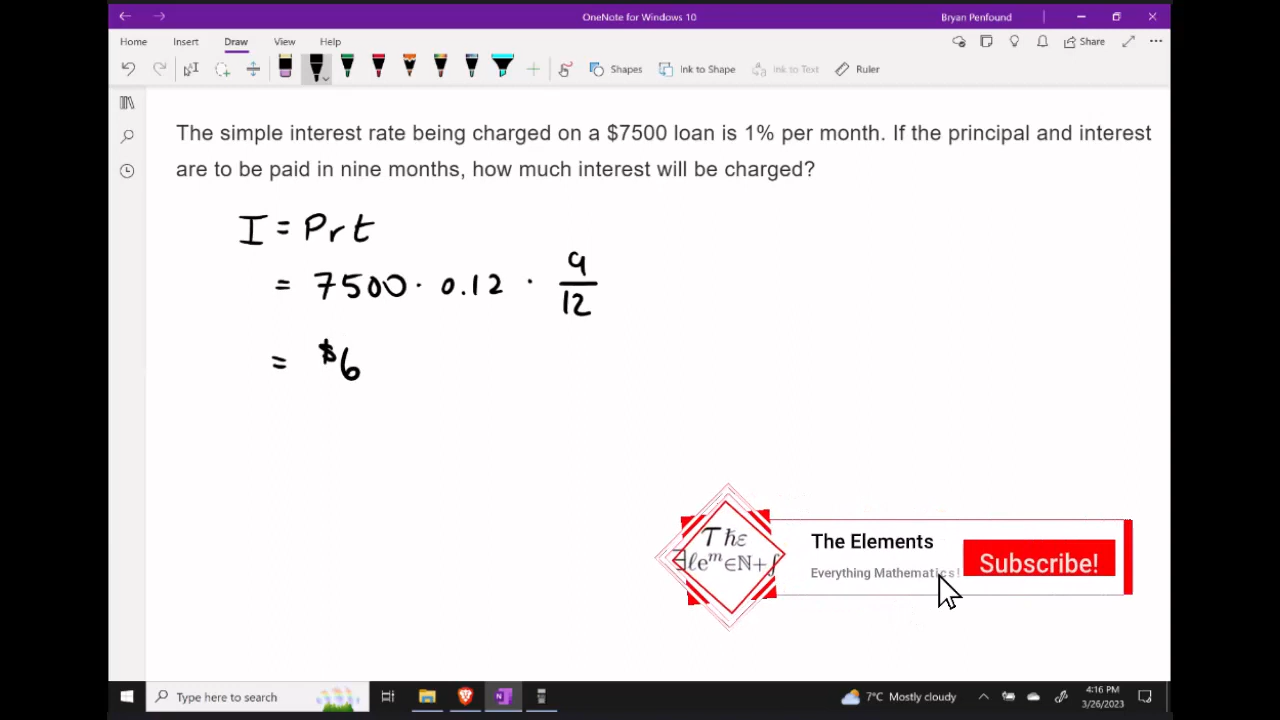 OneNote for Windows 10
Bryan Penfound
Home Insert Draw View Help
Share
Shapes Ink to Shape Ink to Text Ruler
The simple interest rate being charged on a $7500 loan is 1% per month. If the principal and interest
are to be paid in nine months, how much interest will be charged?
I = Prt
= 7500 · 0.12 · 9/12
= $6
Tħε
∃ℓe^m∈ℕ+∫
The Elements
Everything Mathematics!
Subscribe!
Type here to search
7°C Mostly cloudy
4:16 PM
3/26/2023